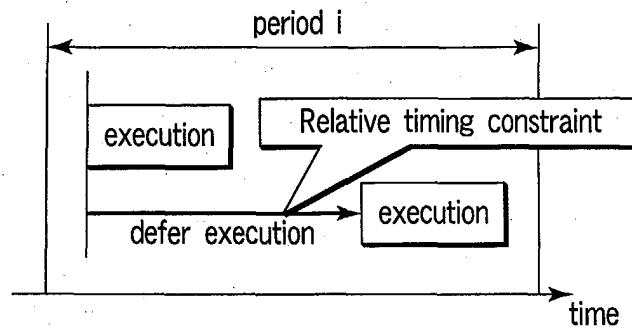 period i
execution
Relative timing constraint
execution
defer execution
time